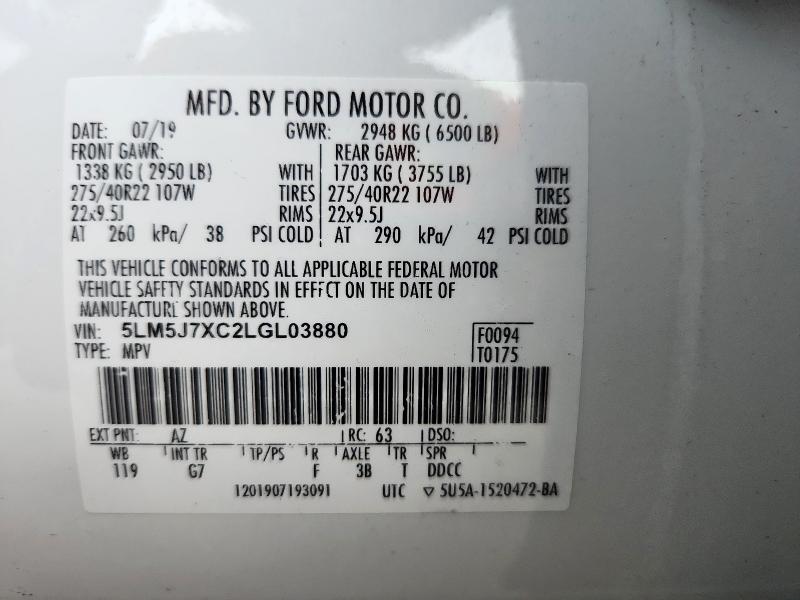 MFD. BY FORD MOTOR CO.
DATE: 07/19 GVWR: 2948 KG ( 6500 LB)
FRONT GAWR: REAR GAWR:
1338 KG ( 2950 LB) WITH 1703 KG ( 3755 LB) WITH
275/40R22 107W TIRES 275/40R22 107W TIRES
22x9.5J RIMS 22x9.5J RIMS
AT 260 kPa/ 38 PSI COLD AT 290 kPa/ 42 PSI COLD
THIS VEHICLE CONFORMS TO ALL APPLICABLE FEDERAL MOTOR
VEHICLE SAFETY STANDARDS IN EFFECT ON THE DATE OF
MANUFACTURE SHOWN ABOVE.
VIN: 5LM5J7XC2LGL03880 F0094
TYPE: MPV T0175
EXT PNT: AZ RC: 63 DSO:
WB INT TR TP/PS R AXLE TR SPR
119 G7 F 3B T DDCC
1201907193091 UTC ▽ 5U5A-1520472-BA